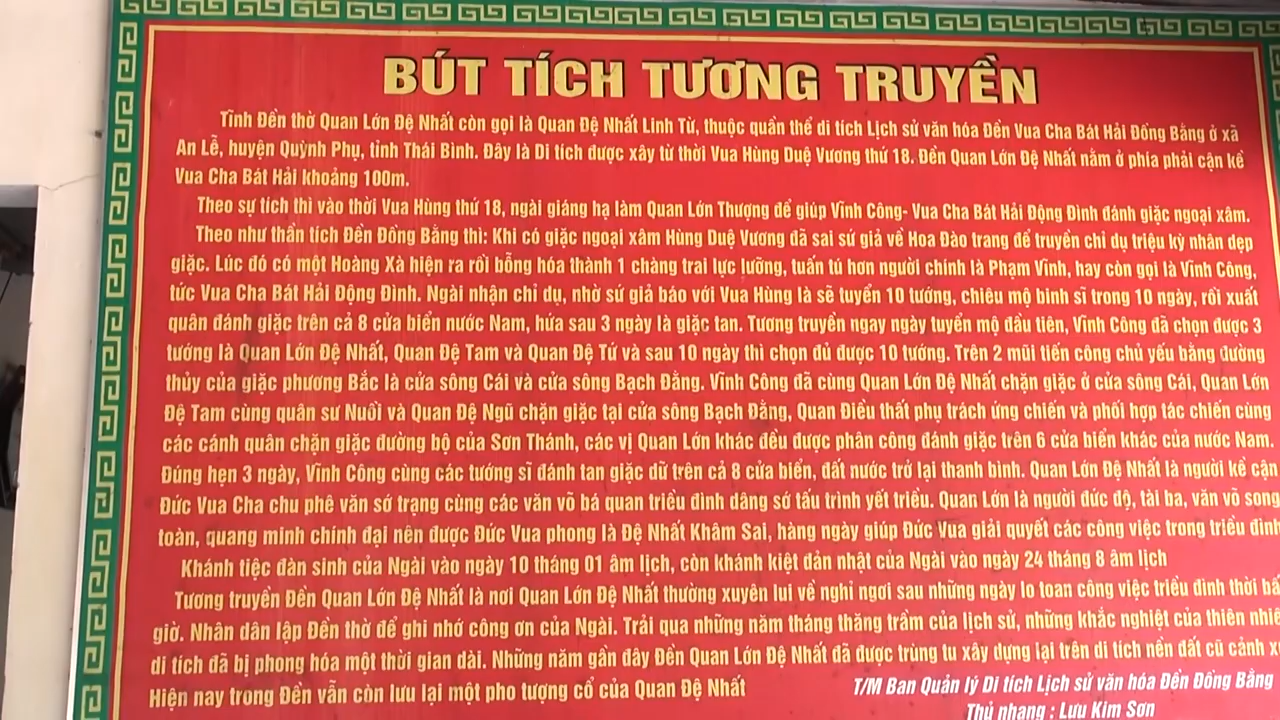 BÚT TÍCH TƯƠNG TRUYỀN
Tĩnh Đền thờ Quan Lớn Đệ Nhất còn gọi là Quan Đệ Nhất Linh Từ, thuộc quần thể di tích Lịch sử văn hóa Đền Vua Cha Bát Hải Đồng Bằng ở xã
An Lễ, huyện Quỳnh Phụ, tỉnh Thái Bình. Đây là Di tích được xây từ thời Vua Hùng Duệ Vương thứ 18. Đền Quan Lớn Đệ Nhất nằm ở phía phải cận kề
Vua Cha Bát Hải khoảng 100m.
Theo sự tích thì vào thời Vua Hùng thứ 18, ngài giáng hạ làm Quan Lớn Thượng để giúp Vĩnh Công- Vua Cha Bát Hải Động Đình đánh giặc ngoại xâm.
Theo như thần tích Đền Đồng Bằng thì: Khi có giặc ngoại xâm Hùng Duệ Vương đã sai sứ giả về Hoa Đào trang để truyền chỉ dụ triệu kỳ nhân dẹp
giặc. Lúc đó có một Hoàng Xà hiện ra rồi bỗng hóa thành 1 chàng trai lực lưỡng, tuấn tú hơn người chính là Phạm Vĩnh, hay còn gọi là Vĩnh Công,
tức Vua Cha Bát Hải Động Đình. Ngài nhận chỉ dụ, nhờ sứ giả báo với Vua Hùng là sẽ tuyển 10 tướng, chiêu mộ binh sĩ trong 10 ngày, rồi xuất
quân đánh giặc trên cả 8 cửa biển nước Nam, hứa sau 3 ngày là giặc tan. Tương truyền ngay ngày tuyển mộ đầu tiên, Vĩnh Công đã chọn được 3
tướng là Quan Lớn Đệ Nhất, Quan Đệ Tam và Quan Đệ Tứ và sau 10 ngày thì chọn đủ được 10 tướng. Trên 2 mũi tiến công chủ yếu bằng đường
thủy của giặc phương Bắc là cửa sông Cái và cửa sông Bạch Đằng. Vĩnh Công đã cùng Quan Lớn Đệ Nhất chặn giặc ở cửa sông Cái, Quan Lớn
Đệ Tam cùng quân sư Nuôi và Quan Đệ Ngũ chặn giặc tại cửa sông Bạch Đằng, Quan Điều thất phụ trách ứng chiến và phối hợp tác chiến cùng
các cánh quân chặn giặc đường bộ của Sơn Thánh, các vị Quan Lớn khác đều được phân công đánh giặc trên 6 cửa biển khác của nước Nam.
Đúng hẹn 3 ngày, Vĩnh Công cùng các tướng sĩ đánh tan giặc dữ trên cả 8 cửa biển, đất nước trở lại thanh bình. Quan Lớn Đệ Nhất là người kề cận
Đức Vua Cha chu phê văn sớ trạng cùng các văn võ bá quan triều đình dâng sớ tấu trình yết triều. Quan Lớn là người đức độ, tài ba, văn võ song
toàn, quang minh chính đại nên được Đức Vua phong là Đệ Nhất Khâm Sai, hàng ngày giúp Đức Vua giải quyết các công việc trong triều đình
Khánh tiệc đàn sinh của Ngài vào ngày 10 tháng 01 âm lịch, còn khánh kiệt đản nhật của Ngài vào ngày 24 tháng 8 âm lịch
Tương truyền Đền Quan Lớn Đệ Nhất là nơi Quan Lớn Đệ Nhất thường xuyên lui về nghỉ ngơi sau những ngày lo toan công việc triều đình thời bấ
giờ. Nhân dân lập Đền thờ để ghi nhớ công ơn của Ngài. Trải qua những năm tháng thăng trầm của lịch sử, những khắc nghiệt của thiên nhiê
di tích đã bị phong hóa một thời gian dài. Những năm gần đây Đền Quan Lớn Đệ Nhất đã được trùng tu xây dựng lại trên di tích nền đất cũ cảnh x
Hiện nay trong Đền vẫn còn lưu lại một pho tượng cổ của Quan Đệ Nhất
T/M Ban Quản lý Di tích Lịch sử văn hóa Đền Đồng Bằng
Thủ nhang : Lưu Kim Sơn